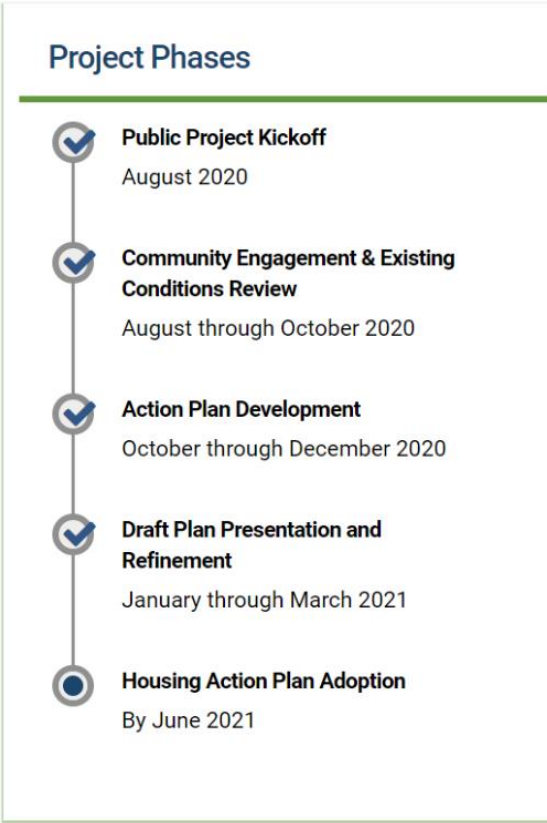 Project Phases
Public Project Kickoff
August 2020
Community Engagement & Existing
Conditions Review
August through October 2020
Action Plan Development
October through December 2020
Draft Plan Presentation and
Refinement
January through March 2021
Housing Action Plan Adoption
By June 2021